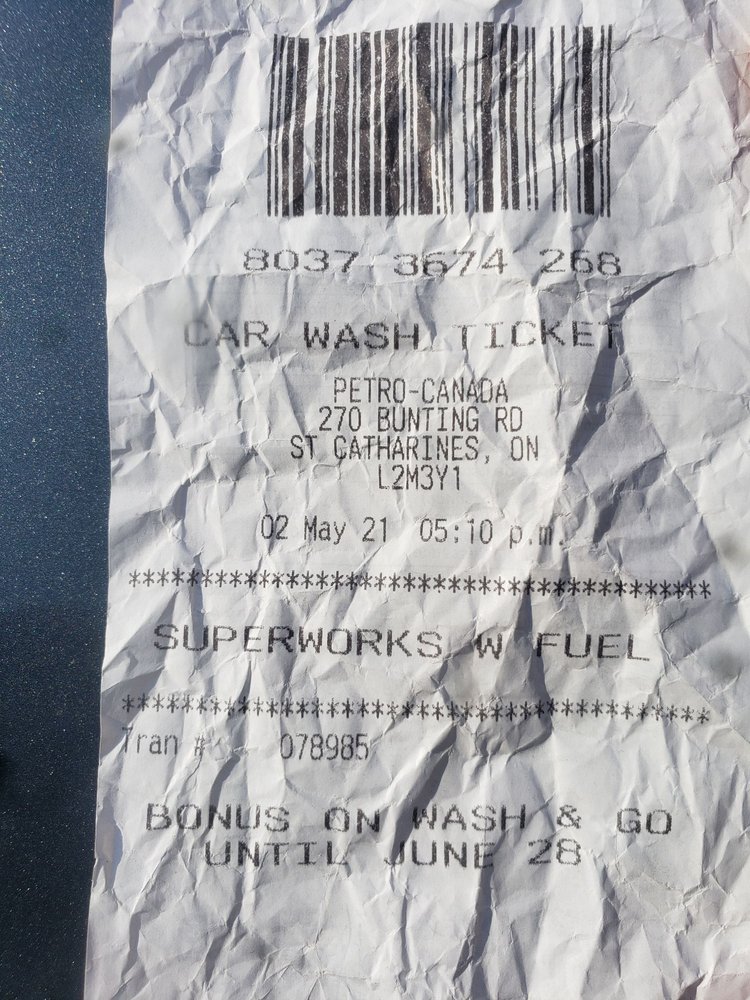 8037 3674 268
CAR WASH TICKET
PETRO-CANADA
270 BUNTING RD
ST CATHARINES, ON
L2M3Y1
02 May 21 05:10 p.m.
****************************************
SUPERWORKS W FUEL
****************************************
Tran # 078985
BONUS ON WASH & GO
UNTIL JUNE 28